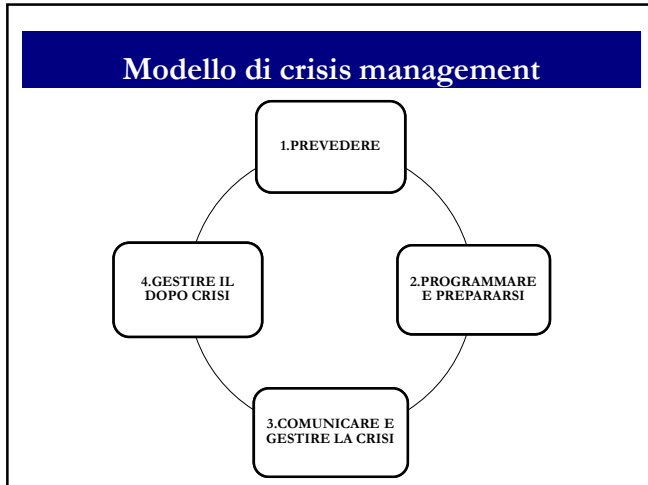 Modello di crisis management
1.PREVEDERE
2.PROGRAMMARE
E PREPARARSI
3.COMUNICARE E
GESTIRE LA CRISI
4.GESTIRE IL
DOPO CRISI